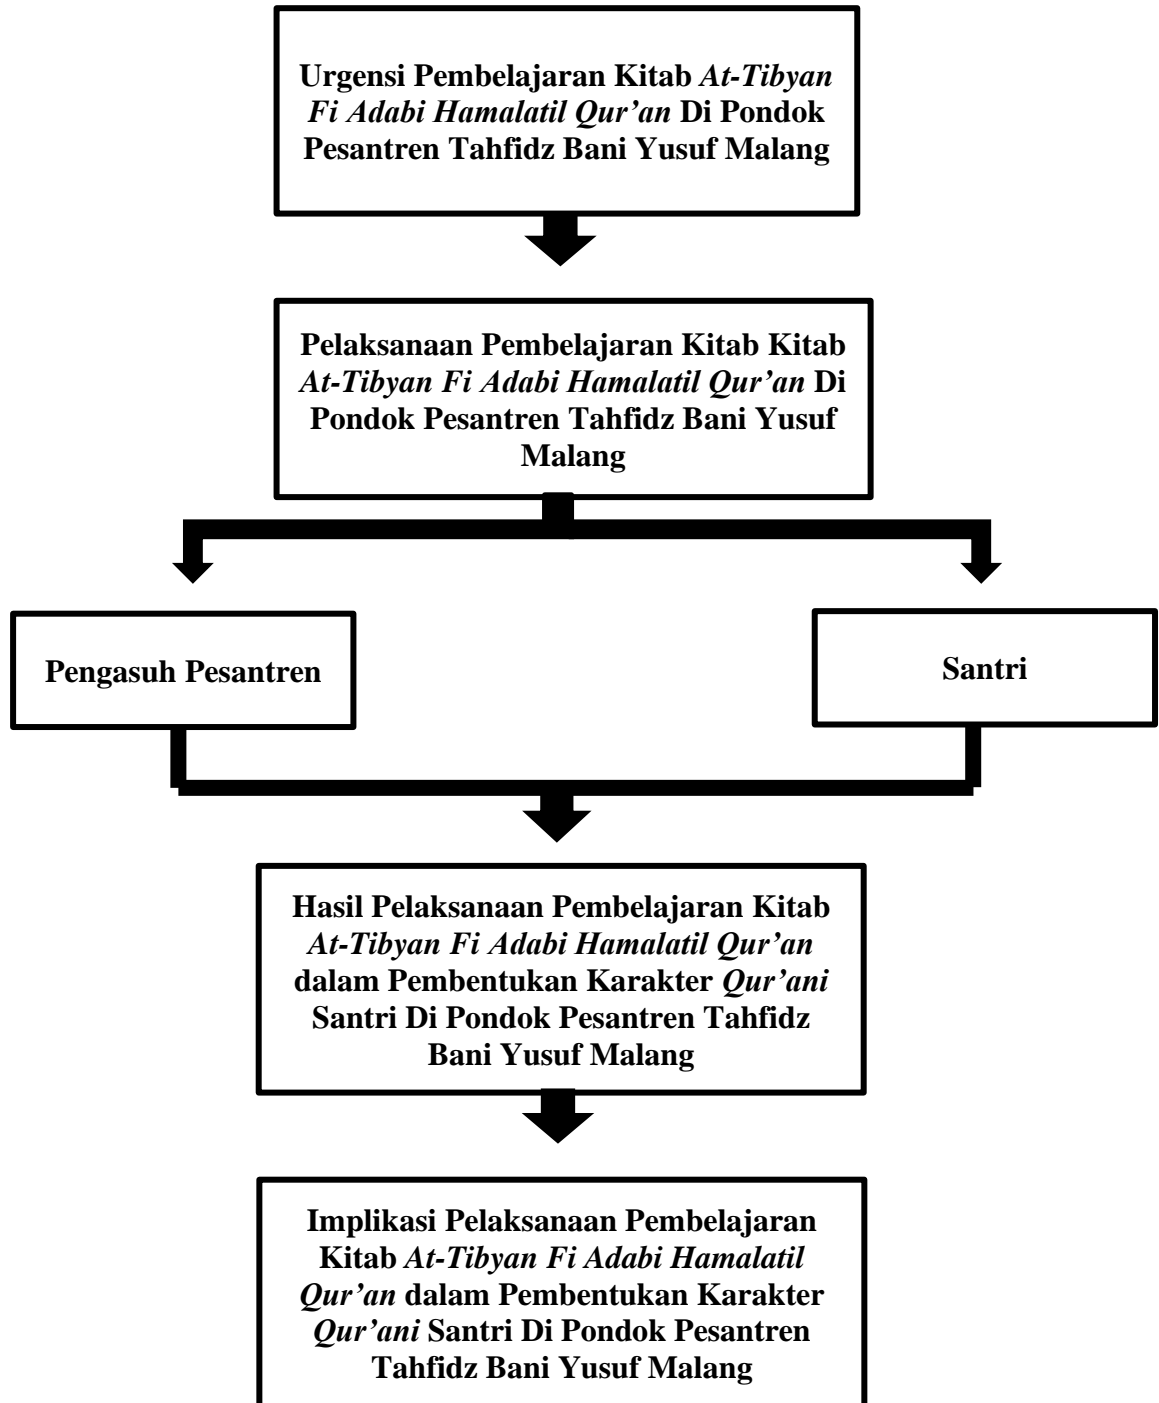 Urgensi Pembelajaran Kitab At-Tibyan
Fi Adabi Hamalatil Qur’an Di Pondok
Pesantren Tahfidz Bani Yusuf Malang
Pelaksanaan Pembelajaran Kitab Kitab
At-Tibyan Fi Adabi Hamalatil Qur’an Di
Pondok Pesantren Tahfidz Bani Yusuf
Malang
Pengasuh Pesantren
Santri
Hasil Pelaksanaan Pembelajaran Kitab
At-Tibyan Fi Adabi Hamalatil Qur’an
dalam Pembentukan Karakter Qur’ani
Santri Di Pondok Pesantren Tahfidz
Bani Yusuf Malang
Implikasi Pelaksanaan Pembelajaran
Kitab At-Tibyan Fi Adabi Hamalatil
Qur’an dalam Pembentukan Karakter
Qur’ani Santri Di Pondok Pesantren
Tahfidz Bani Yusuf Malang